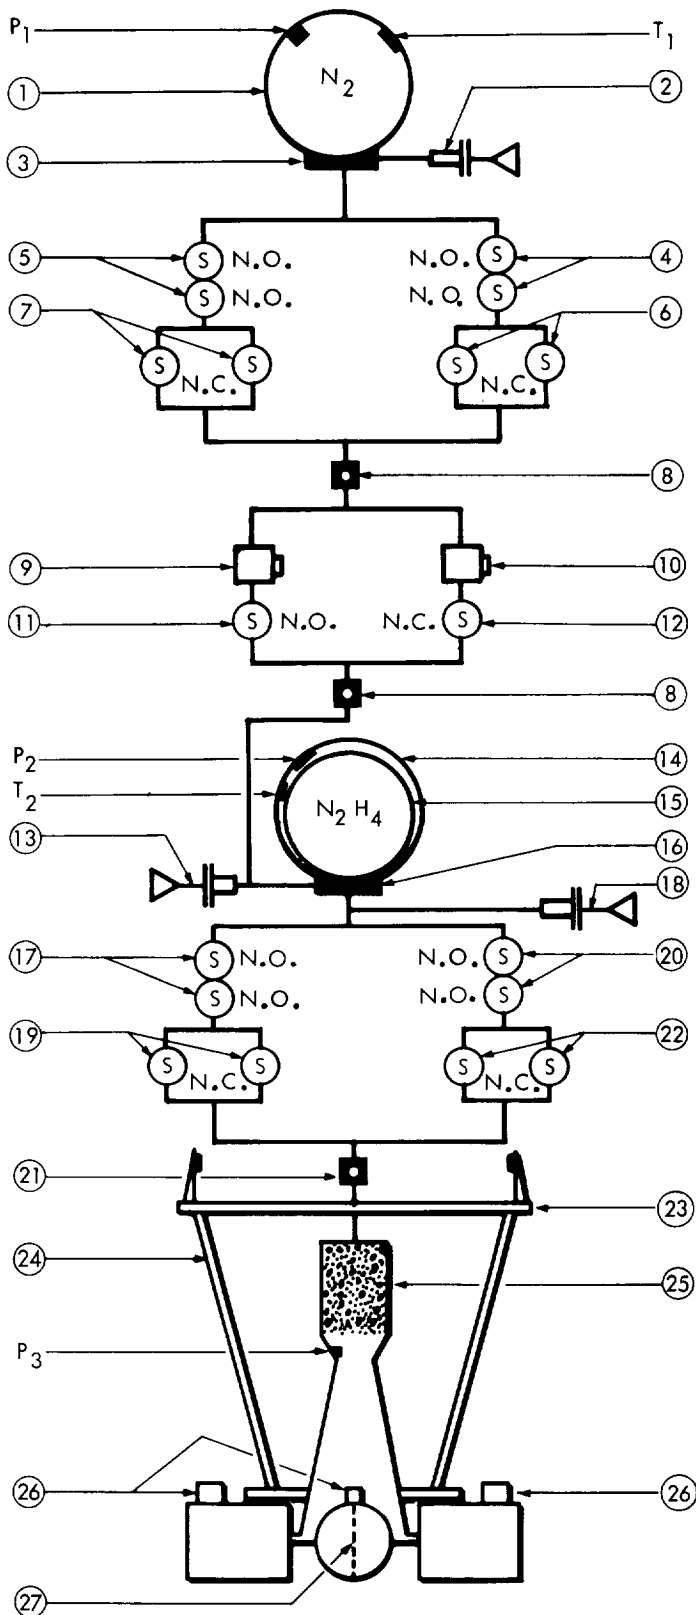 P1 T1
N2
1 2
3
5 S N.O. N.O. S 4
S N.O. N.O. S
7 6
S S S S
N.C. N.C.
8
9 10
11 S N.O. N.C. S 12
8
P2 14
T2 15
N2 H4
13 16
18
17 S N.O. N.O. S 20
S N.O. N.O. S
19 22
S S S S
N.C. N.C.
21
23
24
25
P3
26 26
27